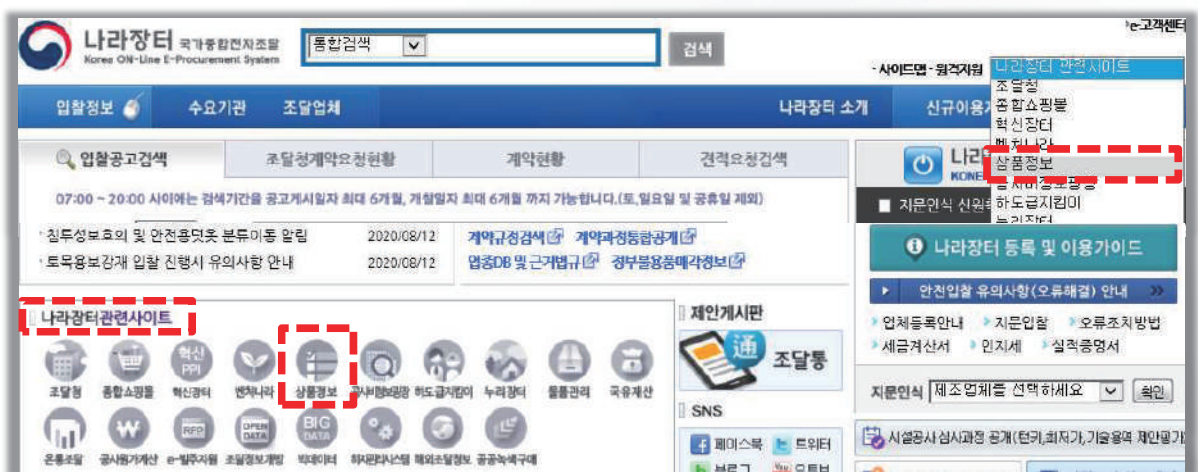 e-고객센터
나라장터 국가종합전자조달
Korea ON-Line E-Procurement System
통합검색
검색
사이트맵 · 원격지원
나라장터 관련사이트
조달청
종합쇼핑몰
혁신장터
벤처나라
상품정보
하도급지킴이
누리장터
입찰정보 수요기관 조달업체 나라장터 소개
입찰공고검색 조달청계약요청현황 계약현황 견적요청검색
07:00 ~ 20:00 사이에는 검색기간을 공고게시일자 최대 6개월, 개찰일자 최대 6개월 까지 가능합니다.(토,일요일 및 공휴일 제외)
지문인식
침투성보호의 및 안전용덧옷 분류이동 알림 2020/08/12
토목용보강재 입찰 진행시 유의사항 안내 2020/08/12
계약규정검색 계약과정통합공개
업종DB 및 근거법규 정부물품매각정보
나라장터 등록 및 이용가이드
안전입찰 유의사항(오류해결) 안내
업체등록안내 지문입찰 오류조치방법
세금계산서 인지세 실적증명서
나라장터관련사이트
조달청 종합쇼핑몰 혁신장터 벤처나라 상품정보 하도급지킴이 누리장터 물품관리 국유재산
혁신
PPI
RFP
OPEN
DATA
BIG
DATA
온통조달 공사원가계산 e-발주지원 조달정보개방 빅데이터 하자관리시스템 해외조달정보 공공녹색구매
제안게시판
通 조달통
SNS
페이스북 트위터
블로그 유튜브
지문인식 제조업체를 선택하세요 확인
시설공사 심사과정 공개(턴키,최저가,기술용역 제안평가)